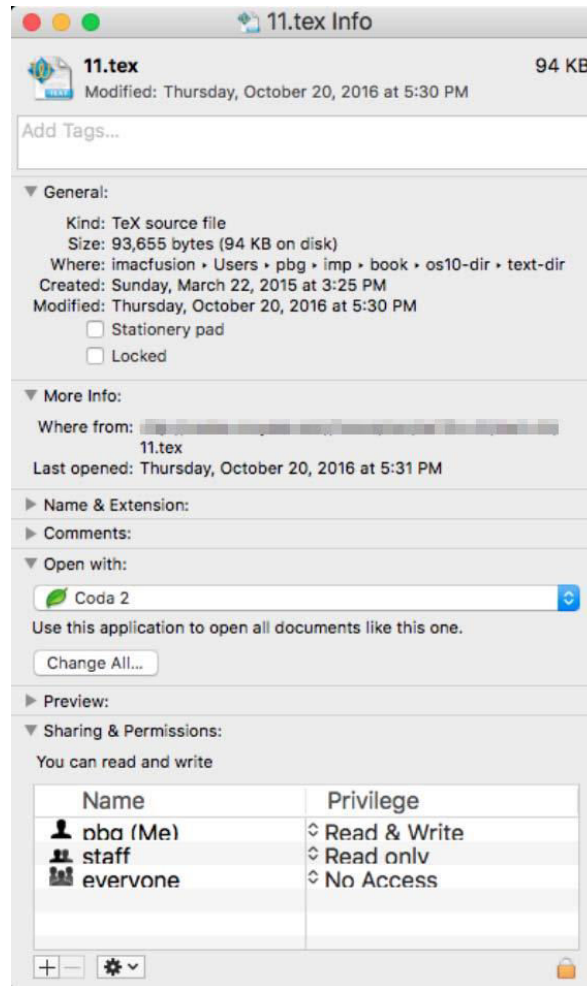 11.tex Info
11.tex 94 KB
Modified: Thursday, October 20, 2016 at 5:30 PM
Add Tags...
General:
Kind: TeX source file
Size: 93,655 bytes (94 KB on disk)
Where: imacfusion ▸ Users ▸ pbg ▸ imp ▸ book ▸ os10-dir ▸ text-dir
Created: Sunday, March 22, 2015 at 3:25 PM
Modified: Thursday, October 20, 2016 at 5:30 PM
Stationery pad
Locked
More Info:
Where from:
11.tex
Last opened: Thursday, October 20, 2016 at 5:31 PM
Name & Extension:
Comments:
Open with:
Coda 2
Use this application to open all documents like this one.
Change All...
Preview:
Sharing & Permissions:
You can read and write
Name Privilege
pbg (Me) Read & Write
staff Read only
everyone No Access